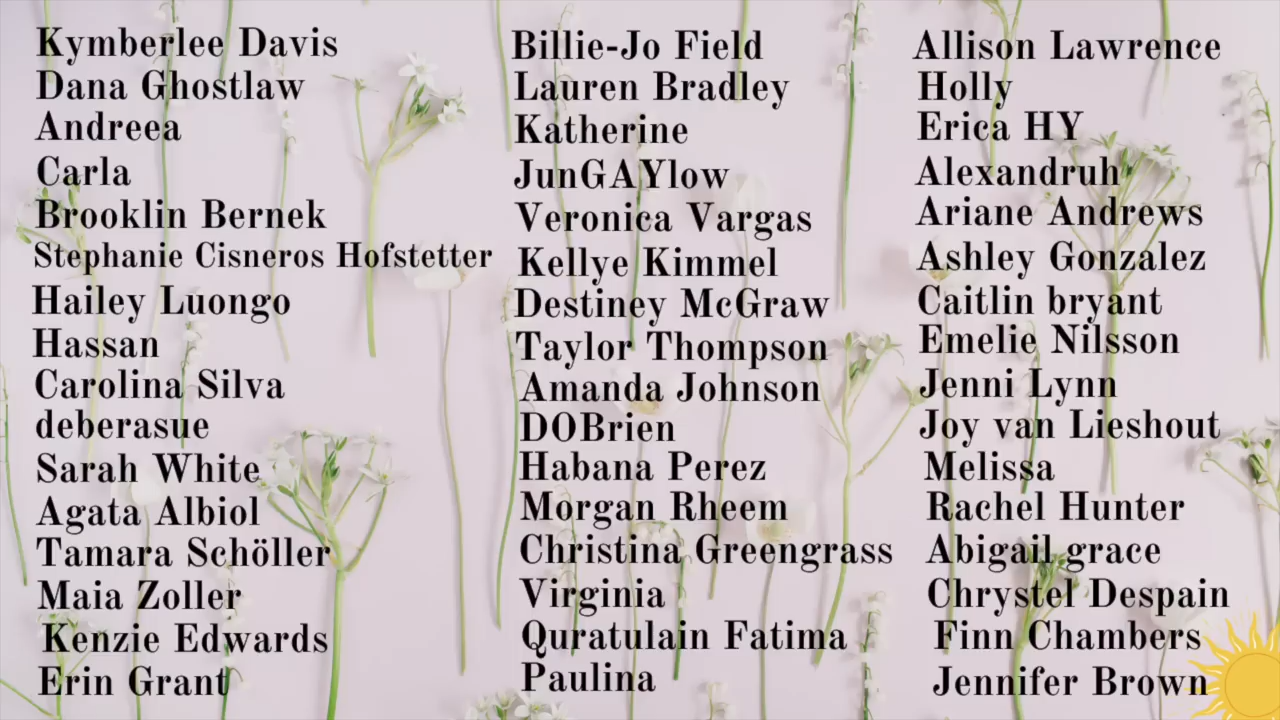 Kymberlee Davis
Dana Ghostlaw
Andreea
Carla
Brooklin Bernek
Stephanie Cisneros Hofstetter
Hailey Luongo
Hassan
Carolina Silva
deberasue
Sarah White
Agata Albiol
Tamara Schöller
Maia Zoller
Kenzie Edwards
Erin Grant
Billie-Jo Field
Lauren Bradley
Katherine
JunGAYlow
Veronica Vargas
Kellye Kimmel
Destiney McGraw
Taylor Thompson
Amanda Johnson
DOBrien
Habana Perez
Morgan Rheem
Christina Greengrass
Virginia
Quratulain Fatima
Paulina
Allison Lawrence
Holly
Erica HY
Alexandruh
Ariane Andrews
Ashley Gonzalez
Caitlin bryant
Emelie Nilsson
Jenni Lynn
Joy van Lieshout
Melissa
Rachel Hunter
Abigail grace
Chrystel Despain
Finn Chambers
Jennifer Brown